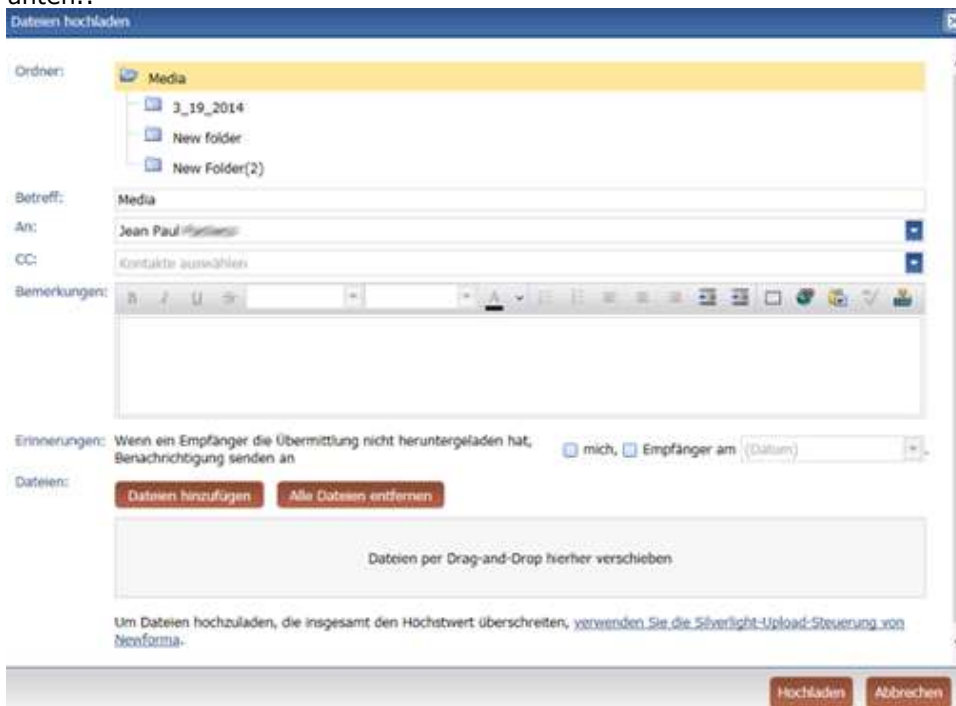 Dateien hochladen
Ordner:
Media
3_19_2014
New folder
New Folder(2)
Betreff: Media
An: Jean Paul
CC: Kontakte auswählen
Bemerkungen: B I U S A
Erinnerungen: Wenn ein Empfänger die Übermittlung nicht heruntergeladen hat,
Benachrichtigung senden an
mich, Empfänger am (Datum) .
Dateien:
Dateien hinzufügen Alle Dateien entfernen
Dateien per Drag-and-Drop hierher verschieben
Um Dateien hochzuladen, die insgesamt den Höchstwert überschreiten, verwenden Sie die Silverlight-Upload-Steuerung von
Newforma.
Hochladen Abbrechen